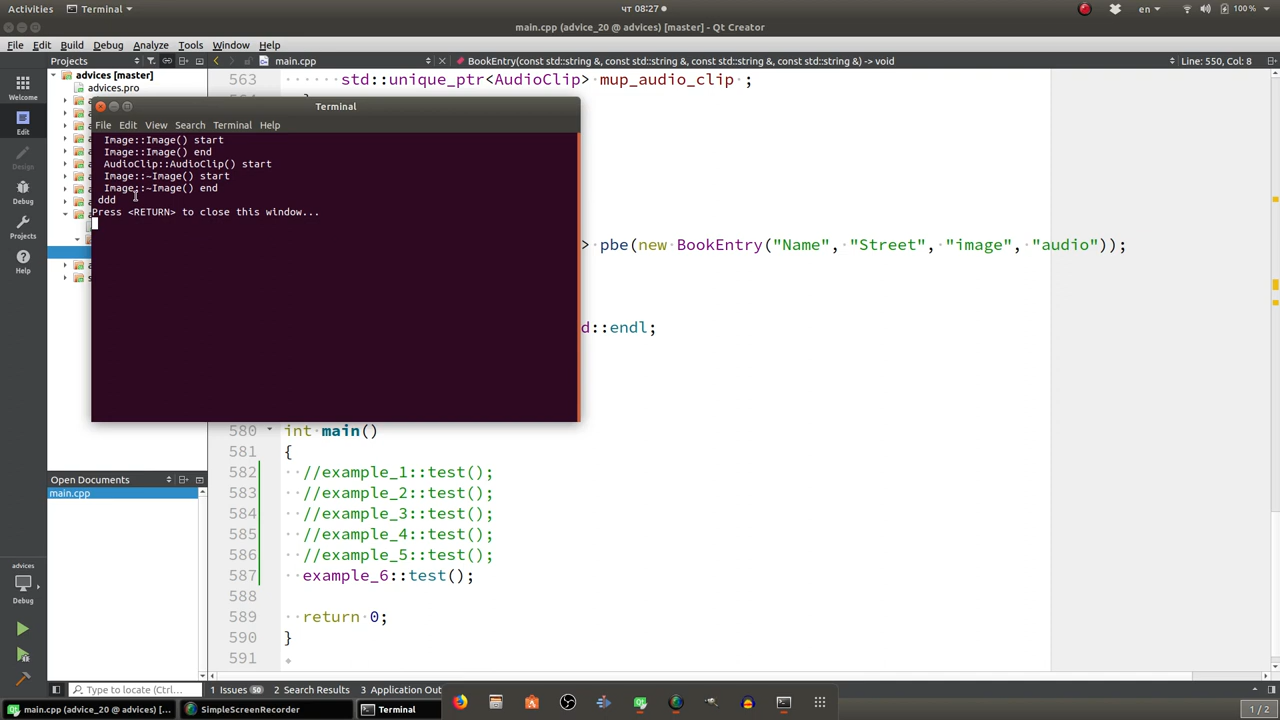 Activities
Terminal
чт 08:27
en
100 %
main.cpp (advice_20 @ advices) [master] - Qt Creator
File Edit Build Debug Analyze Tools Window Help
Projects
main.cpp
BookEntry(const std::string &, const std::string &, const std::string &, const std::string &) -> void
Line: 550, Col: 8
Welcome
Edit
Design
Debug
Projects
Help
advices [master]
advices.pro
563 std::unique_ptr<AudioClip> mup_audio_clip ;
Terminal
File Edit View Search Terminal Help
Image::Image() start
Image::Image() end
AudioClip::AudioClip() start
Image::~Image() start
Image::~Image() end
ddd
Press <RETURN> to close this window...
> pbe(new BookEntry("Name", "Street", "image", "audio"));
d::endl;
580 int main()
581 {
582 //example_1::test();
583 //example_2::test();
584 //example_3::test();
585 //example_4::test();
586 //example_5::test();
587 example_6::test();
588
589 return 0;
590 }
591
Open Documents
main.cpp
advices
Debug
Type to locate (Ctrl...
1 Issues 50
2 Search Results
3 Application Out
main.cpp (advice_20 @ advices) [...
SimpleScreenRecorder
Terminal
1 / 2